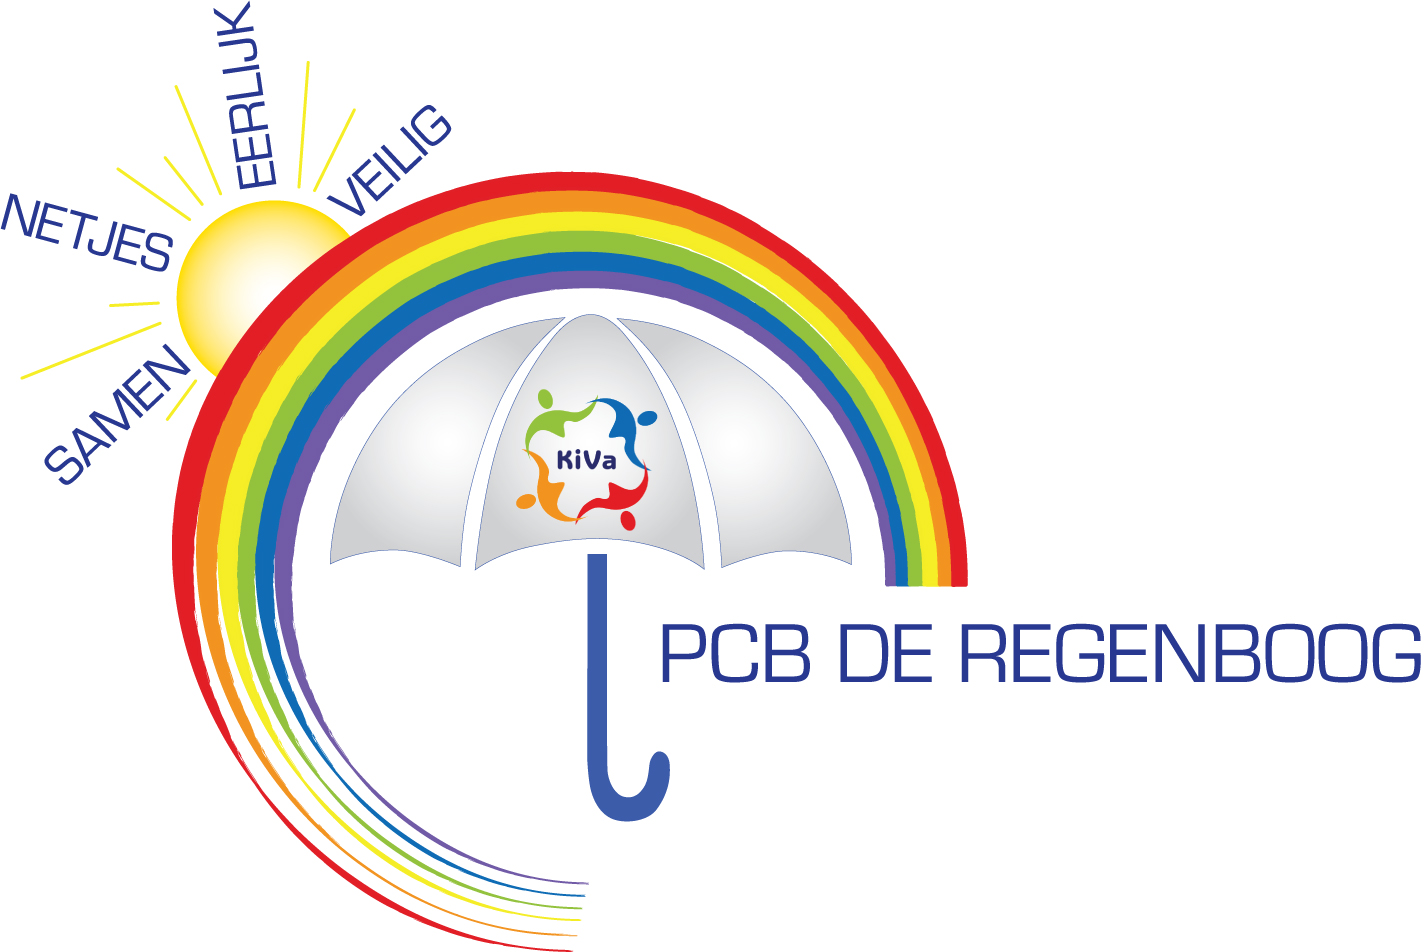 EERLIJK
VEILIG
NETJES
SAMEN
KiVa
PCB DE REGENBOOG